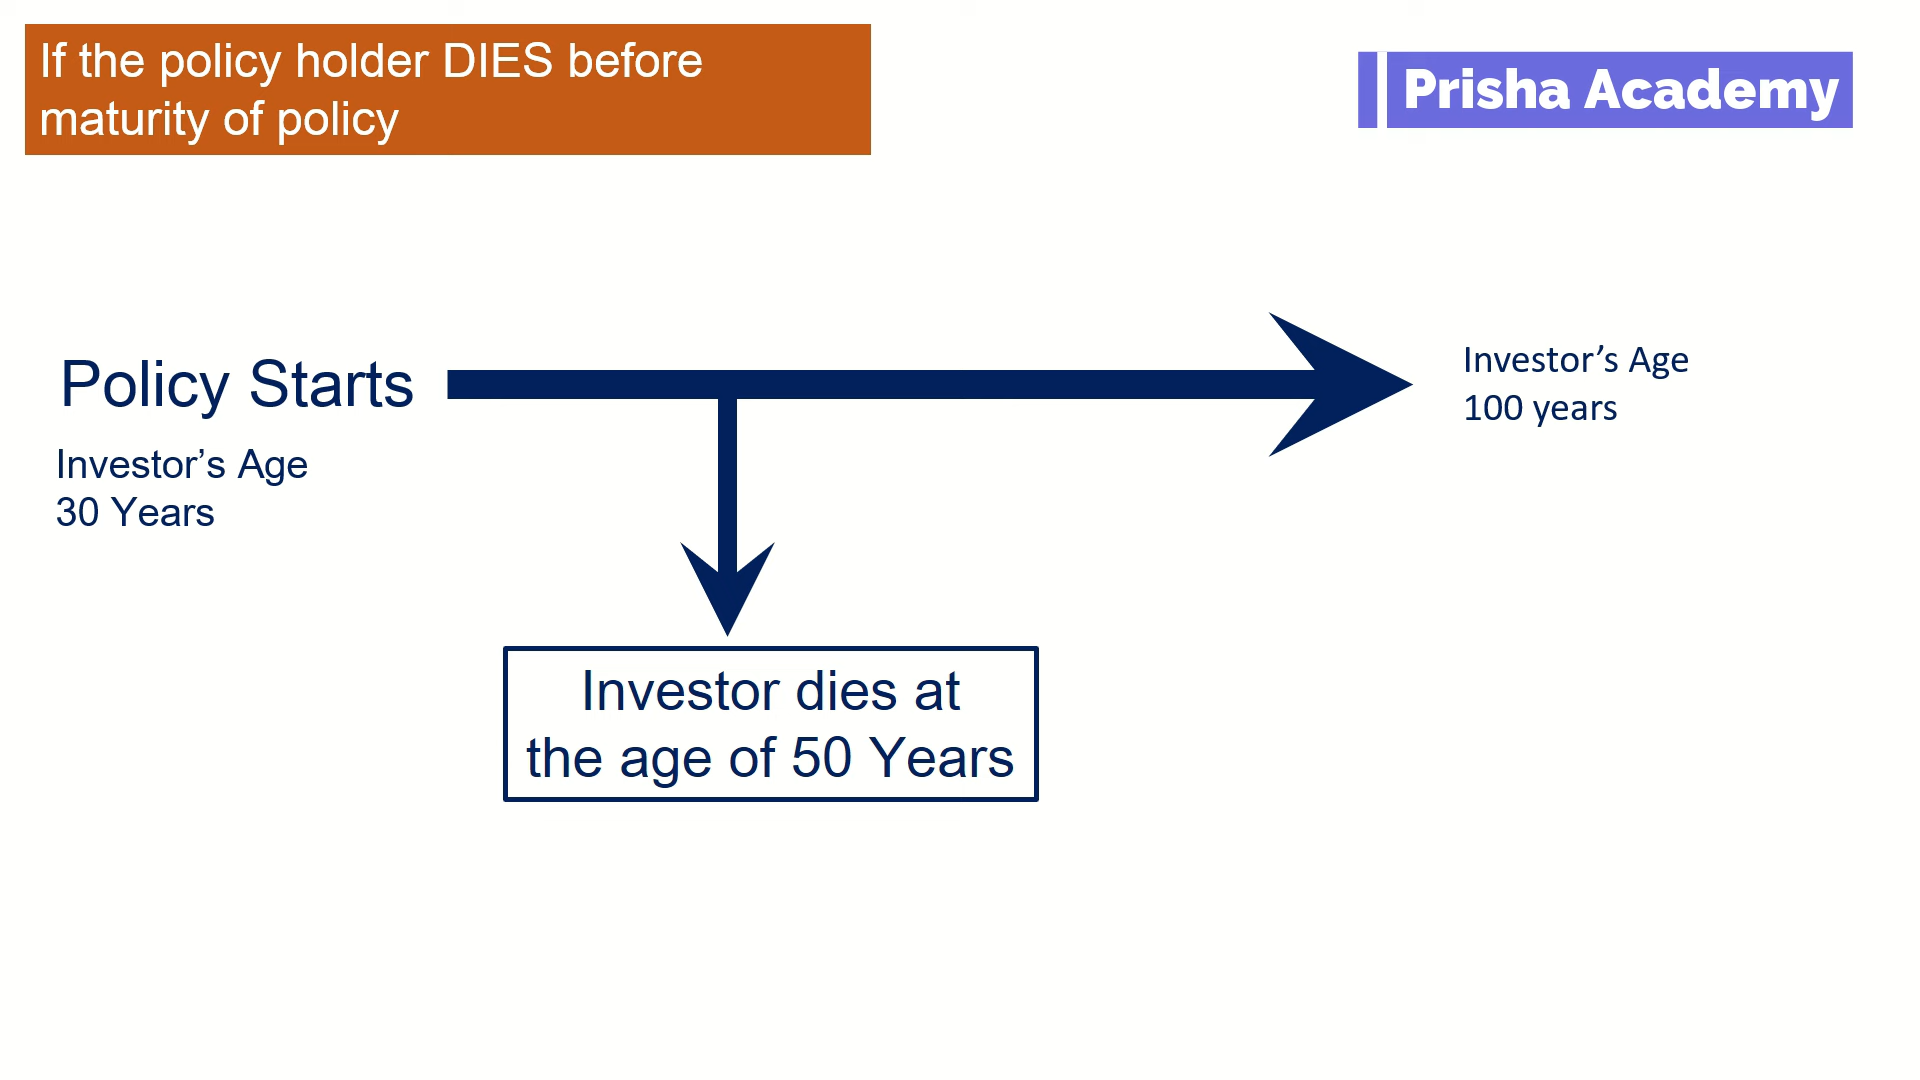 If the policy holder DIES before
maturity of policy
Prisha Academy
Policy Starts
Investor’s Age
30 Years
Investor’s Age
100 years
Investor dies at
the age of 50 Years